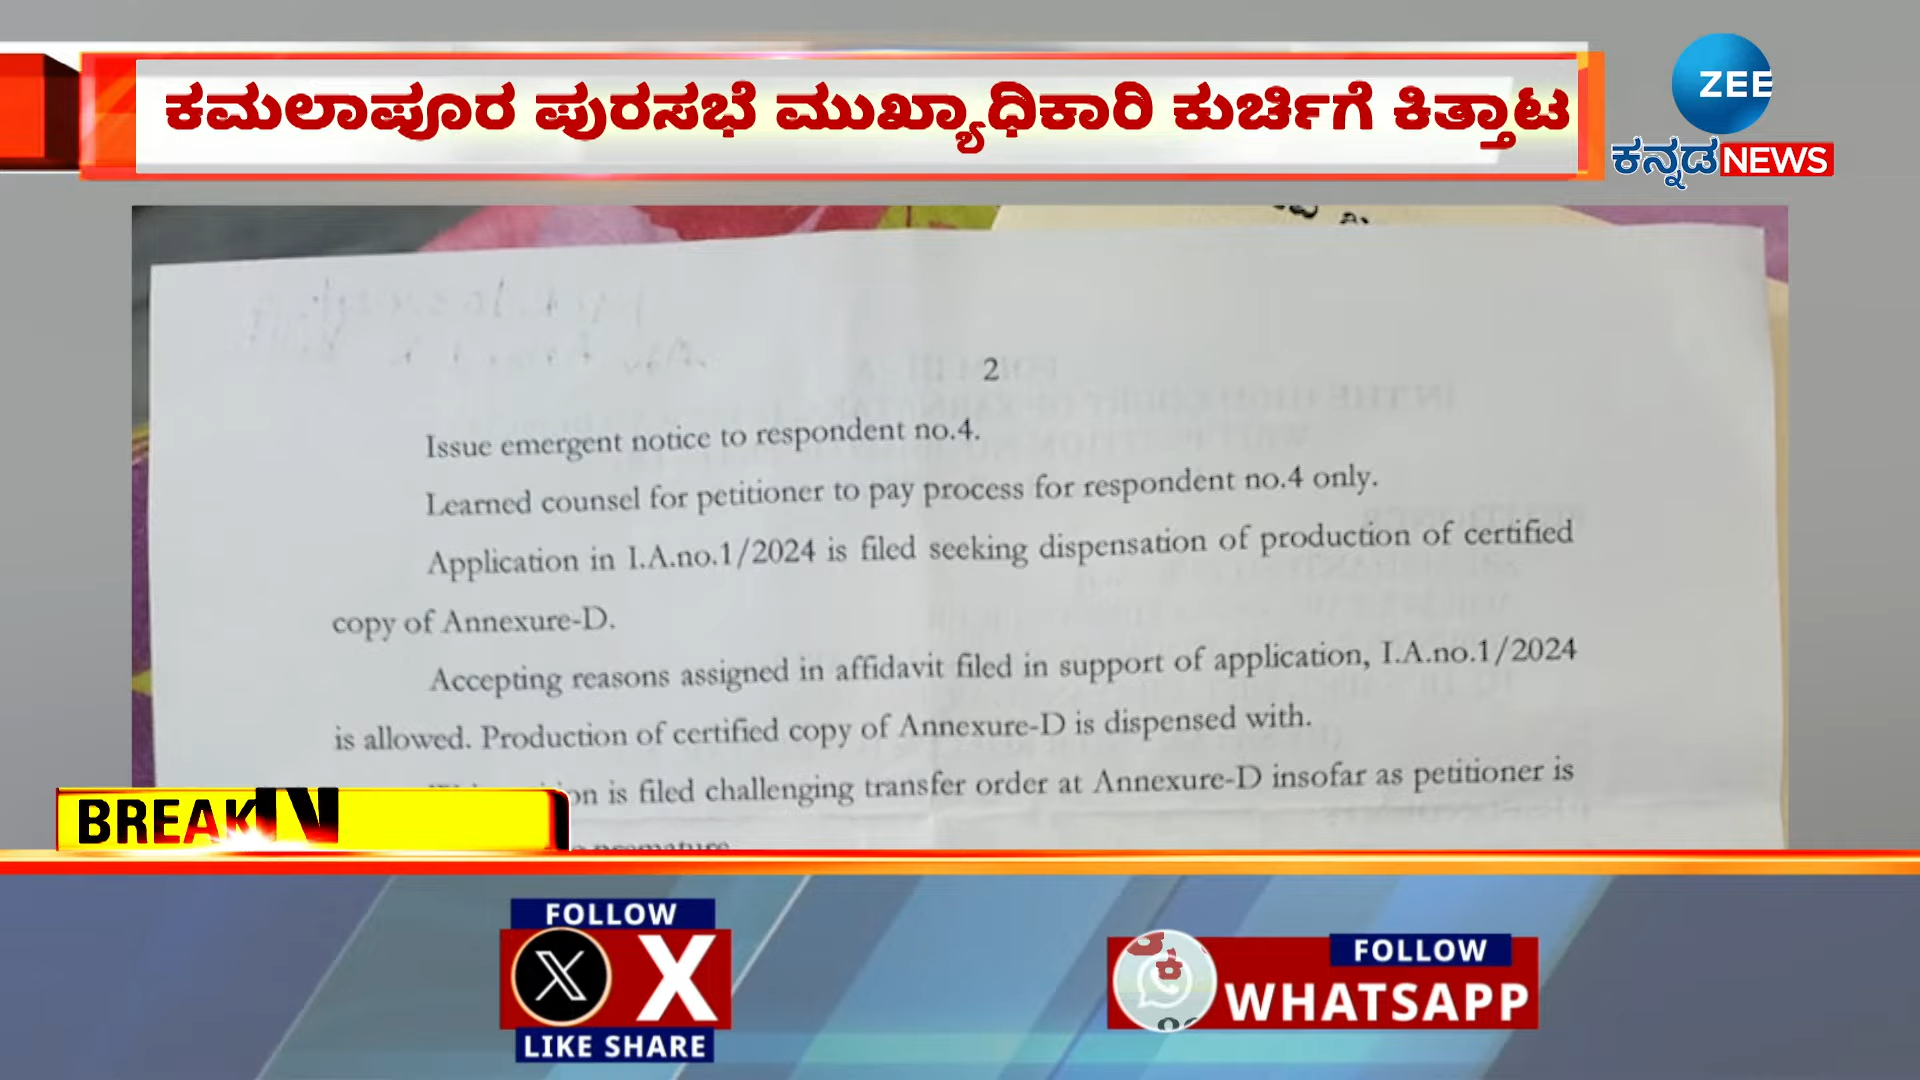 ಕಮಲಾಪೂರ ಪುರಸಭೆ ಮುಖ್ಯಾಧಿಕಾರಿ ಕುರ್ಚಿಗೆ ಕಿತ್ತಾಟ
ZEE
ಕನ್ನಡ NEWS
2
Issue emergent notice to respondent no.4.
Learned counsel for petitioner to pay process for respondent no.4 only.
Application in I.A.no.1/2024 is filed seeking dispensation of production of certified
copy of Annexure-D.
Accepting reasons assigned in affidavit filed in support of application, I.A.no.1/2024
is allowed. Production of certified copy of Annexure-D is dispensed with.
is filed challenging transfer order at Annexure-D insofar as petitioner is
premature
BREAK N
FOLLOW
X
LIKE SHARE
FOLLOW
WHATSAPP